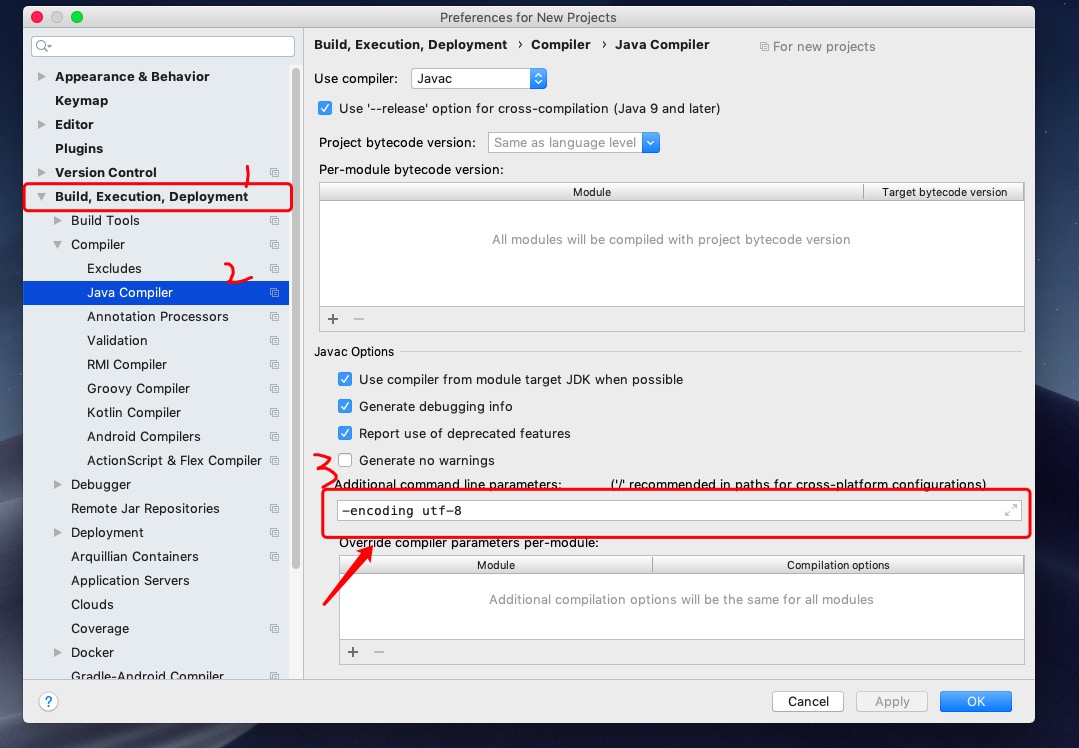 Preferences for New Projects
Appearance & Behavior
Keymap
Editor
Plugins
Version Control
1
Build, Execution, Deployment
Build Tools
Compiler
Excludes
2
Java Compiler
Annotation Processors
Validation
RMI Compiler
Groovy Compiler
Kotlin Compiler
Android Compilers
ActionScript & Flex Compiler
Debugger
Remote Jar Repositories
Deployment
Arquillian Containers
Application Servers
Clouds
Coverage
Docker
Gradle-Android Compiler
?
Build, Execution, Deployment › Compiler › Java Compiler
For new projects
Use compiler: Javac
Use '--release' option for cross-compilation (Java 9 and later)
Project bytecode version: Same as language level
Per-module bytecode version:
Module Target bytecode version
All modules will be compiled with project bytecode version
Javac Options
Use compiler from module target JDK when possible
Generate debugging info
Report use of deprecated features
3
Generate no warnings
Additional command line parameters: ('/' recommended in paths for cross-platform configurations)
-encoding utf-8
Override compiler parameters per-module:
Module Compilation options
Additional compilation options will be the same for all modules
Cancel Apply OK